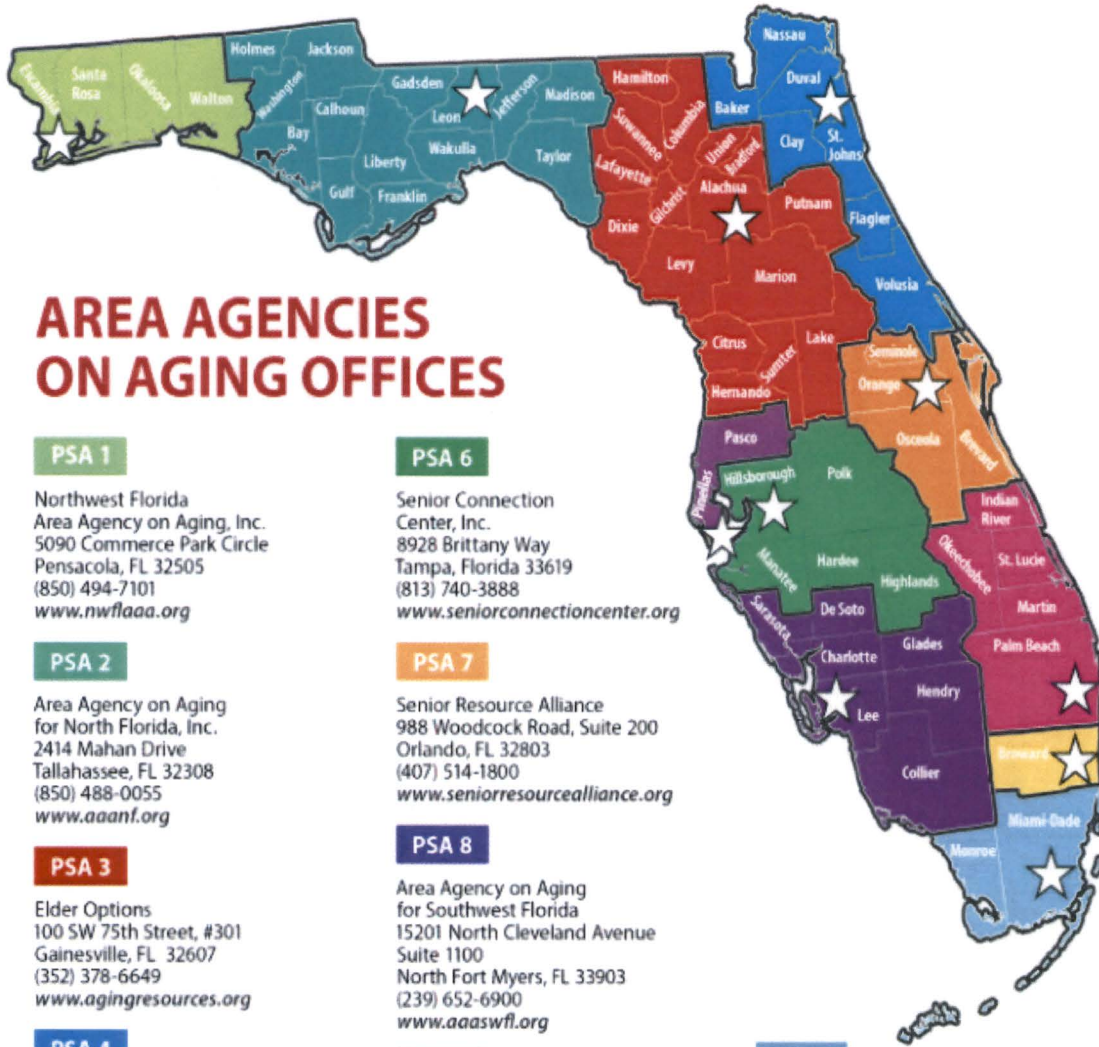 Nassau
Holmes
Jackson
Escambia
Santa
Rosa
Okaloosa
Walton
Washington
Gadsden
Jefferson
Madison
Hamilton
Duval
Baker
Calhoun
Leon
Suwannee
Columbia
Union
Bradford
Clay
St.
Johns
Bay
Liberty
Wakulla
Taylor
Lafayette
Gulf
Franklin
Dixie
Gilchrist
Alachua
Putnam
Flagler
Levy
Marion
Volusia
Citrus
Sumter
Lake
Hernando
Seminole
Orange
Osceola
Brevard
Pasco
Pinellas
Hillsborough
Polk
Indian
River
Manatee
Hardee
Highlands
Okeechobee
St. Lucie
Martin
Sarasota
De Soto
Charlotte
Glades
Palm Beach
Lee
Hendry
Collier
Broward
Miami-Dade
Monroe
AREA AGENCIES
ON AGING OFFICES
PSA 1
Northwest Florida
Area Agency on Aging, Inc.
5090 Commerce Park Circle
Pensacola, FL 32505
(850) 494-7101
www.nwflaaa.org
PSA 2
Area Agency on Aging
for North Florida, Inc.
2414 Mahan Drive
Tallahassee, FL 32308
(850) 488-0055
www.aaanf.org
PSA 3
Elder Options
100 SW 75th Street, #301
Gainesville, FL 32607
(352) 378-6649
www.agingresources.org
PSA 4
PSA 6
Senior Connection
Center, Inc.
8928 Brittany Way
Tampa, Florida 33619
(813) 740-3888
www.seniorconnectioncenter.org
PSA 7
Senior Resource Alliance
988 Woodcock Road, Suite 200
Orlando, FL 32803
(407) 514-1800
www.seniorresourcealliance.org
PSA 8
Area Agency on Aging
for Southwest Florida
15201 North Cleveland Avenue
Suite 1100
North Fort Myers, FL 33903
(239) 652-6900
www.aaaswfl.org